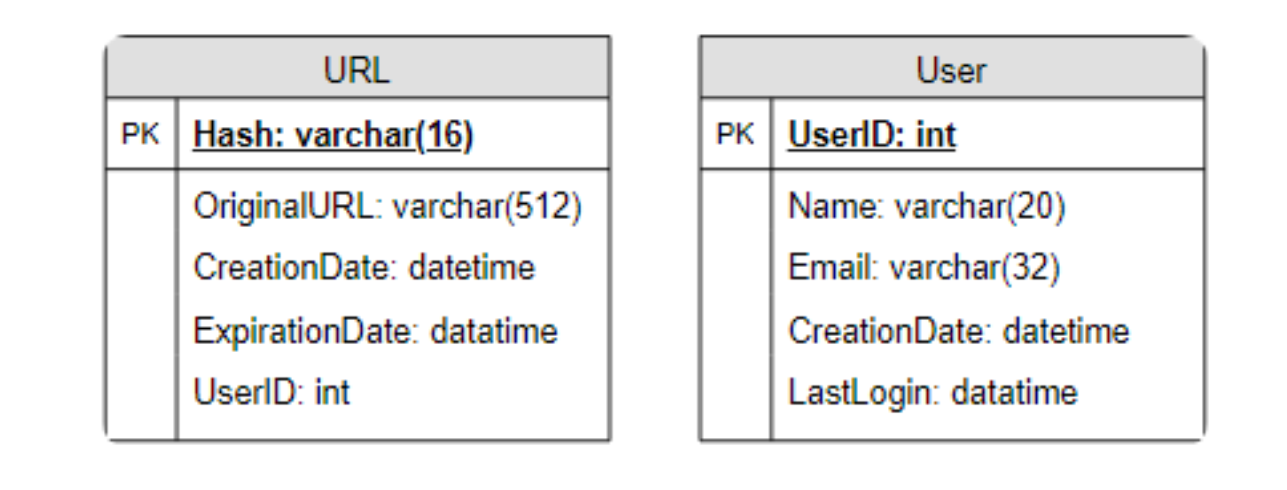 URL
PK Hash: varchar(16)
OriginalURL: varchar(512)
CreationDate: datetime
ExpirationDate: datatime
UserID: int
User
PK UserID: int
Name: varchar(20)
Email: varchar(32)
CreationDate: datetime
LastLogin: datatime